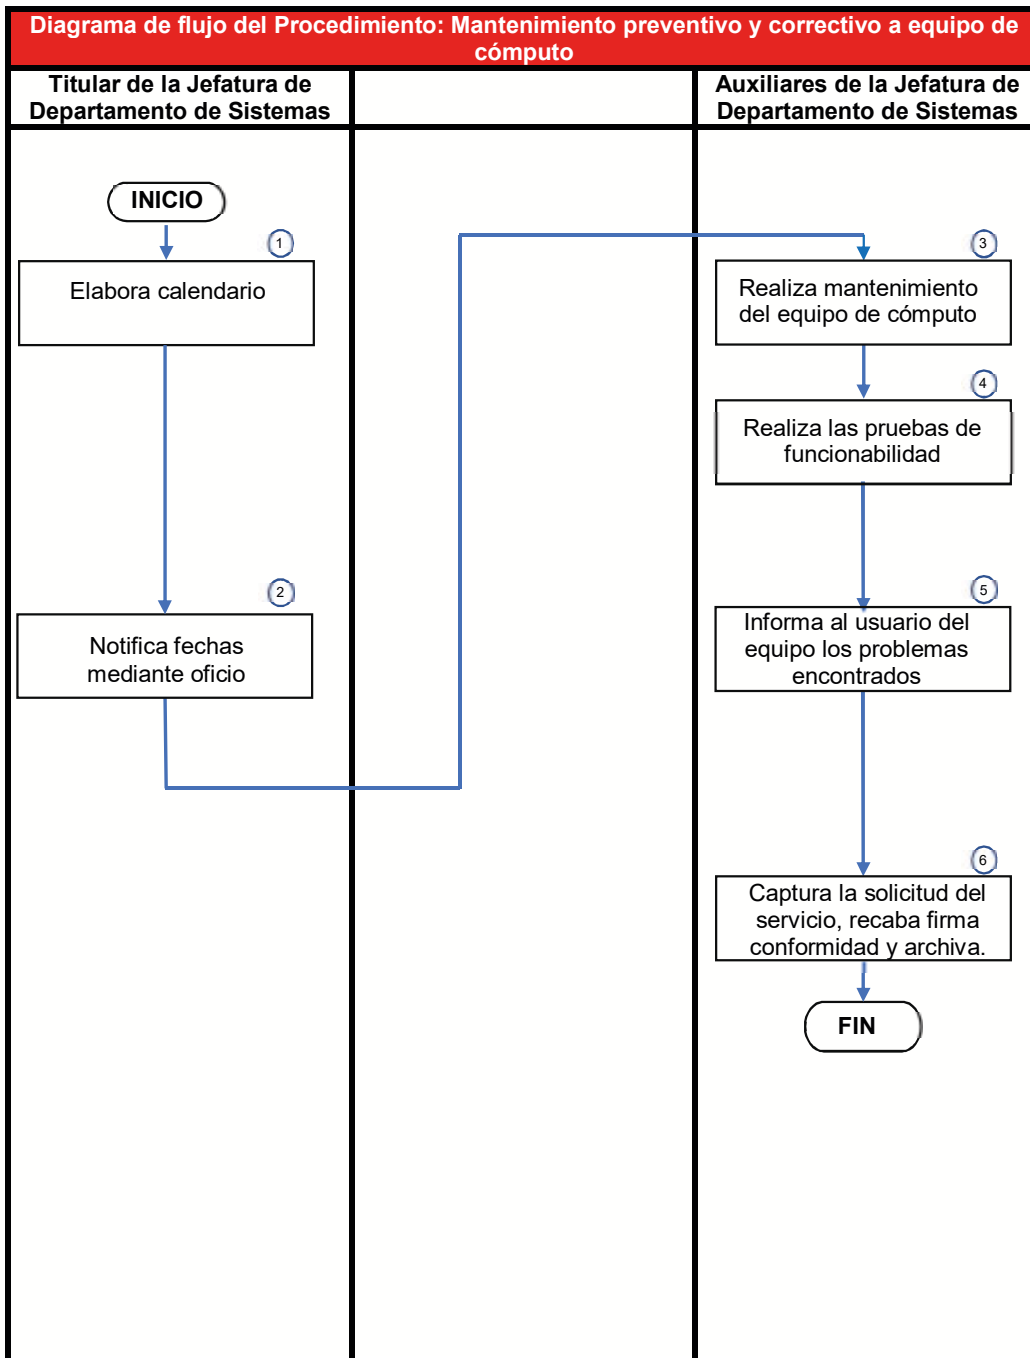 Diagrama de flujo del Procedimiento: Mantenimiento preventivo y correctivo a equipo de
cómputo
Titular de la Jefatura de
Departamento de Sistemas
Auxiliares de la Jefatura de
Departamento de Sistemas
INICIO
1
Elabora calendario
2
Notifica fechas
mediante oficio
3
Realiza mantenimiento
del equipo de cómputo
4
Realiza las pruebas de
funcionabilidad
5
Informa al usuario del
equipo los problemas
encontrados
6
Captura la solicitud del
servicio, recaba firma
conformidad y archiva.
FIN